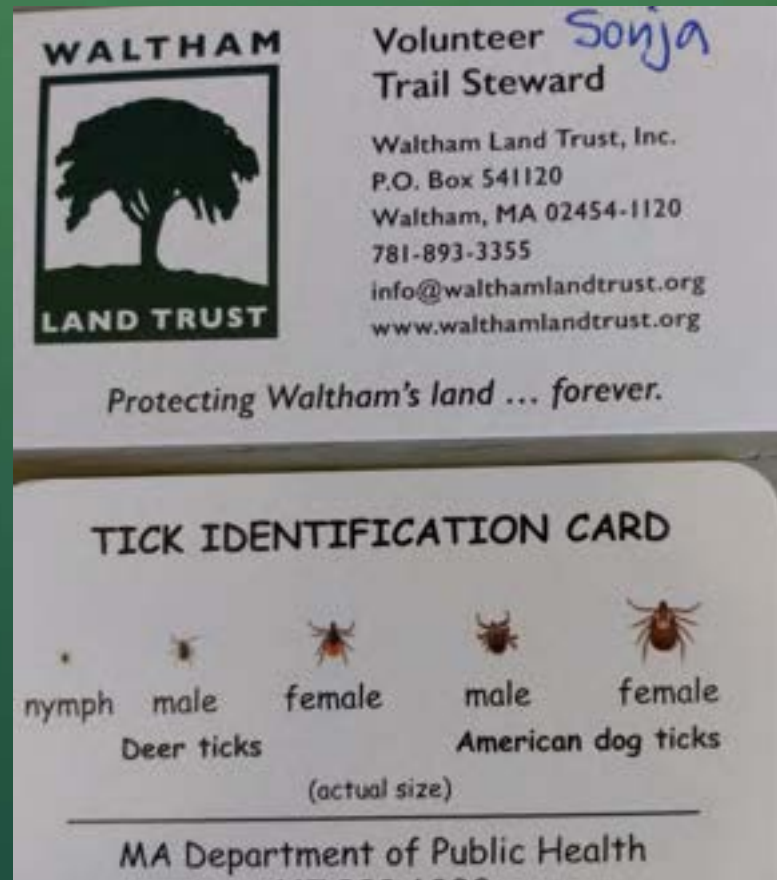 WALTHAM
LAND TRUST
Volunteer Sonja
Trail Steward
Waltham Land Trust, Inc.
P.O. Box 541120
Waltham, MA 02454-1120
781-893-3355
info@walthamlandtrust.org
www.walthamlandtrust.org
Protecting Waltham's land ... forever.
TICK IDENTIFICATION CARD
nymph male female male female
Deer ticks American dog ticks
(actual size)
MA Department of Public Health